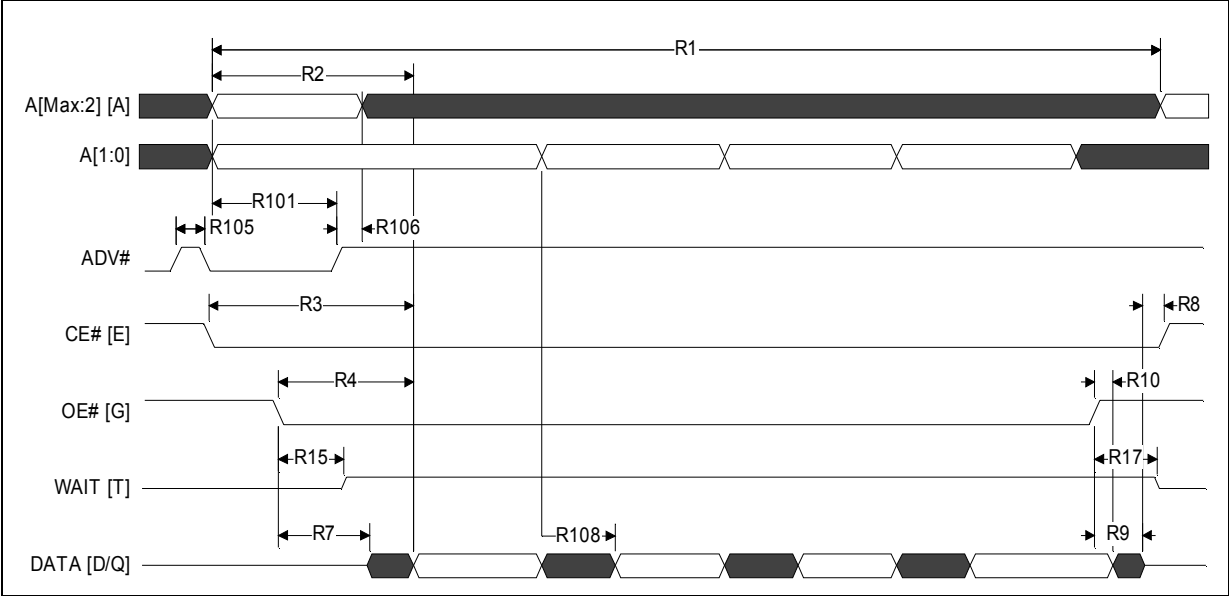 R1
R2
A[Max:2] [A]
A[1:0]
R101
R105
R106
ADV#
R3
R8
CE# [E]
R4
R10
OE# [G]
R15
R17
WAIT [T]
R7
R108
R9
DATA [D/Q]